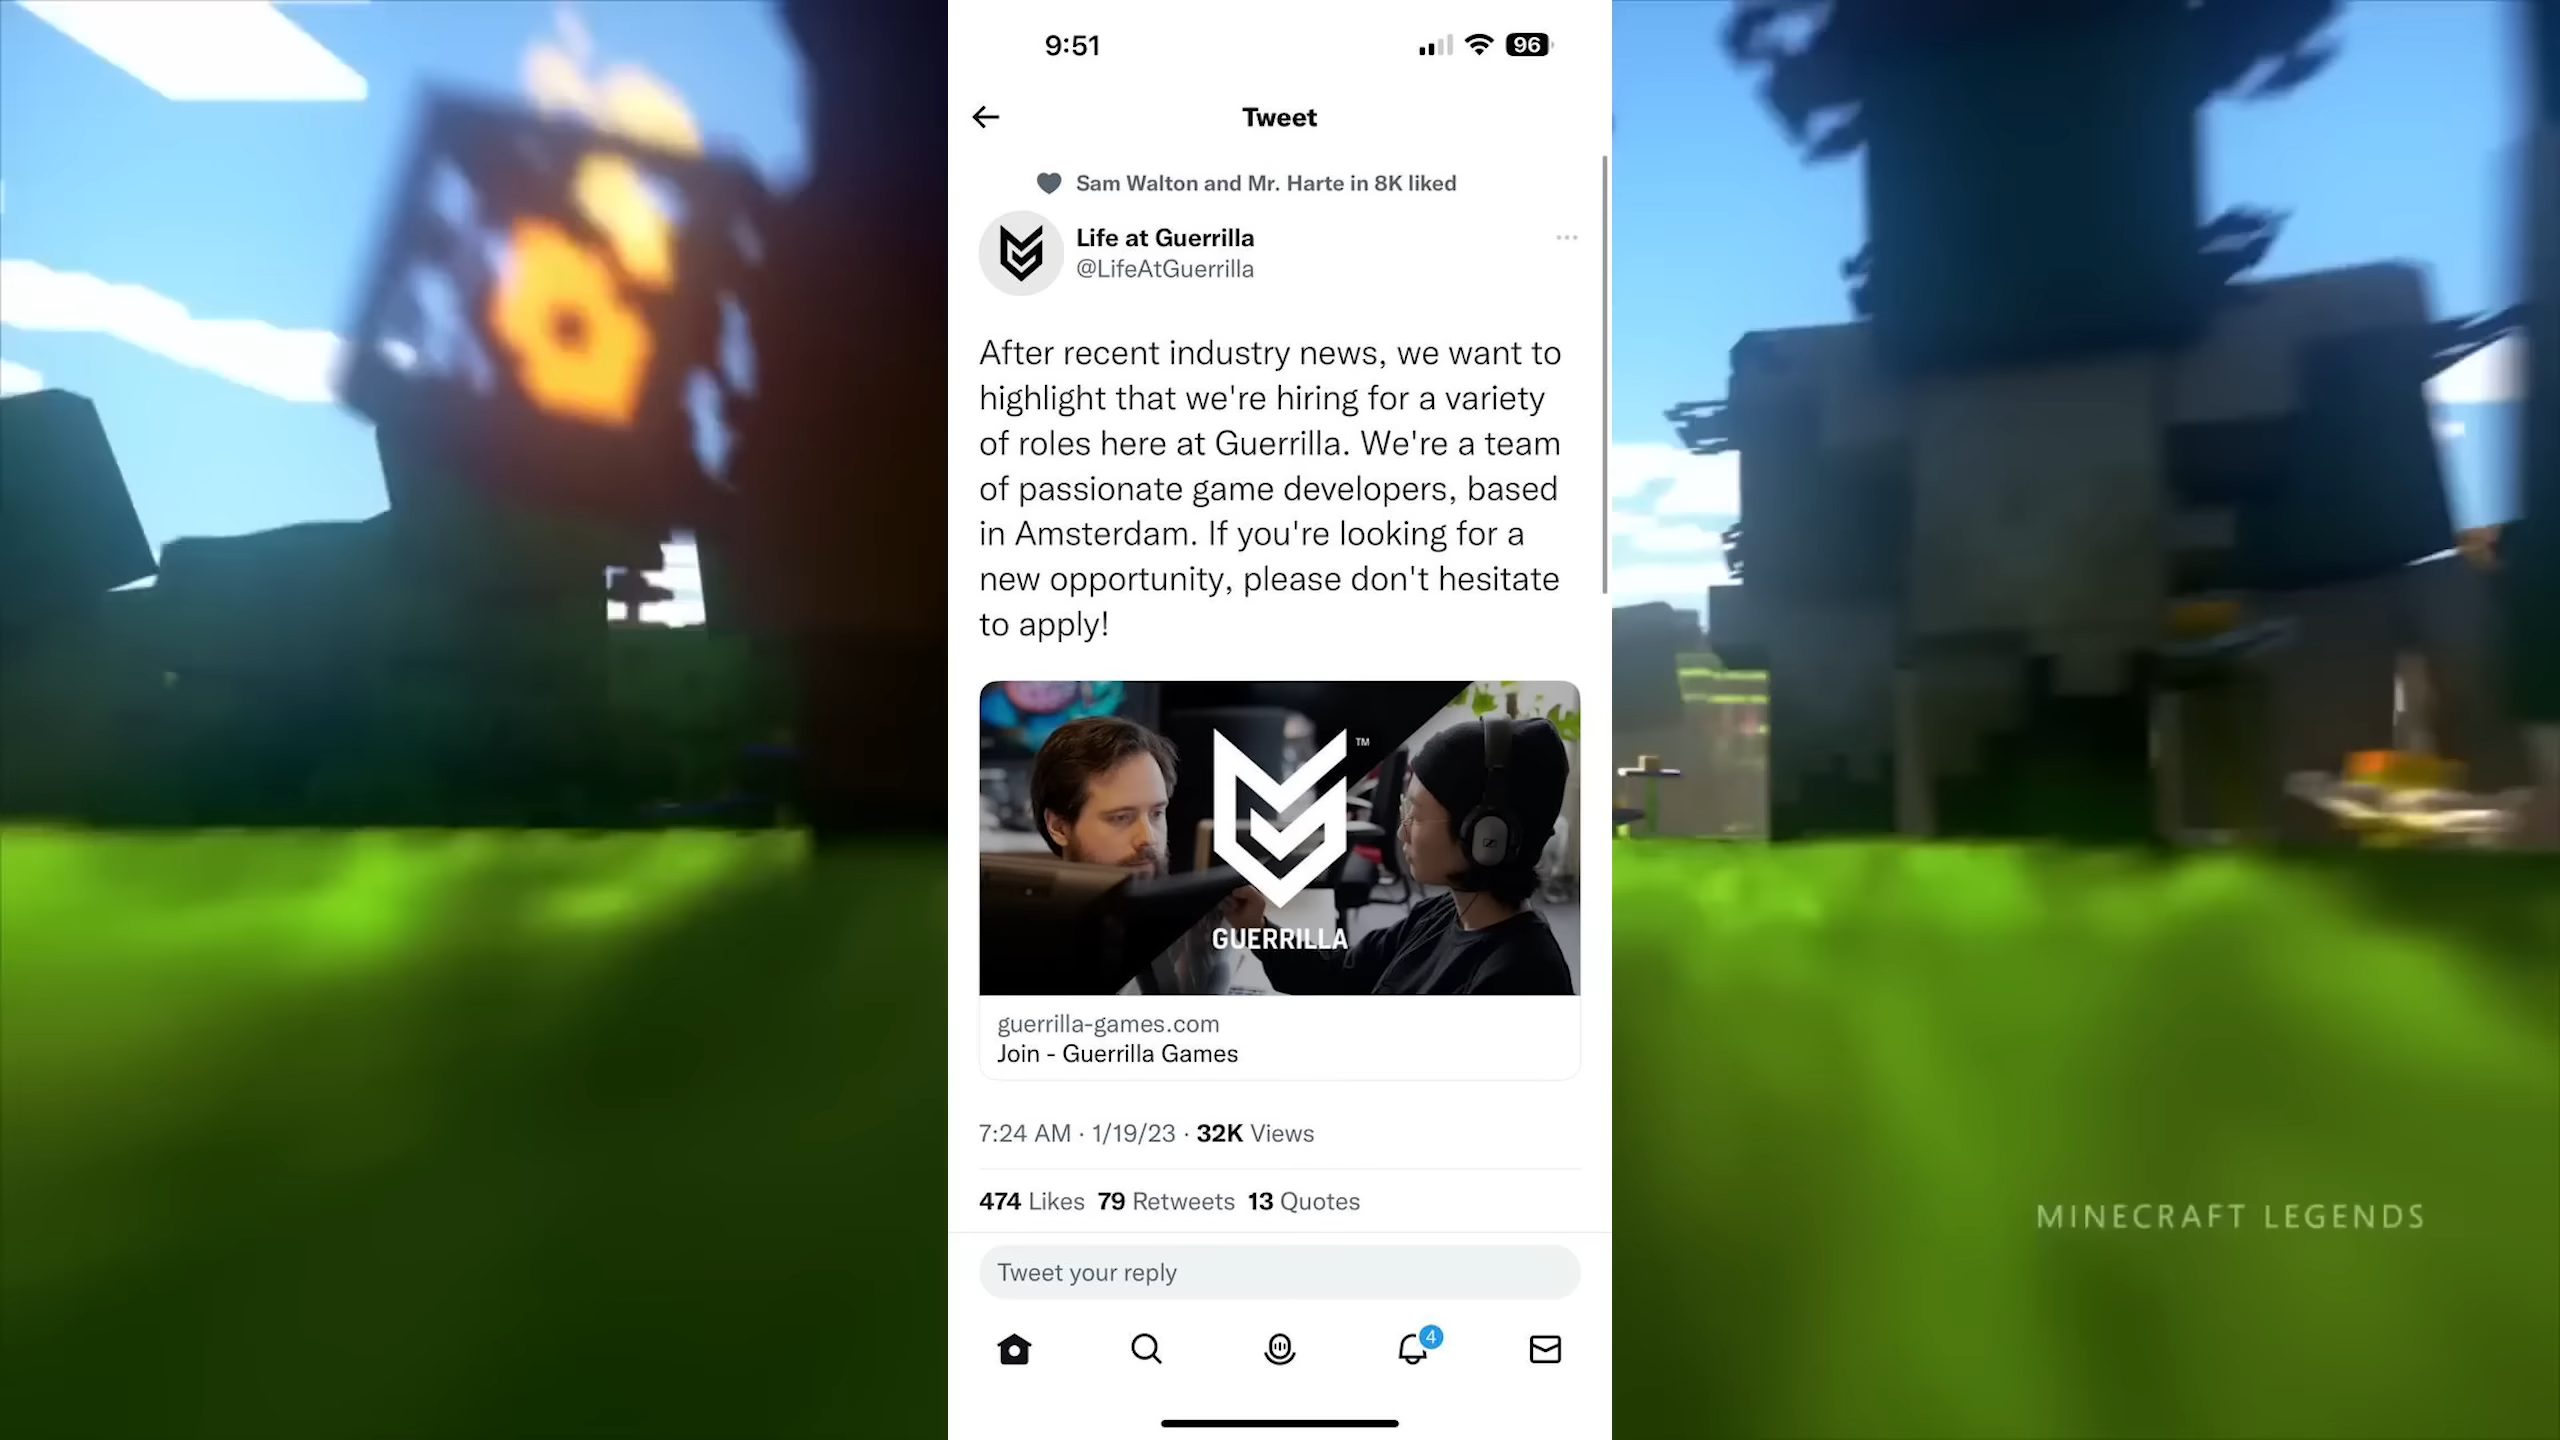 9:51
96
Tweet
Sam Walton and Mr. Harte in 8K liked
Life at Guerrilla
@LifeAtGuerrilla
After recent industry news, we want to
highlight that we're hiring for a variety
of roles here at Guerrilla. We're a team
of passionate game developers, based
in Amsterdam. If you're looking for a
new opportunity, please don't hesitate
to apply!
TM
GUERRILLA
guerrilla-games.com
Join - Guerrilla Games
7:24 AM · 1/19/23 · 32K Views
474 Likes 79 Retweets 13 Quotes
MINECRAFT LEGENDS
Tweet your reply
4